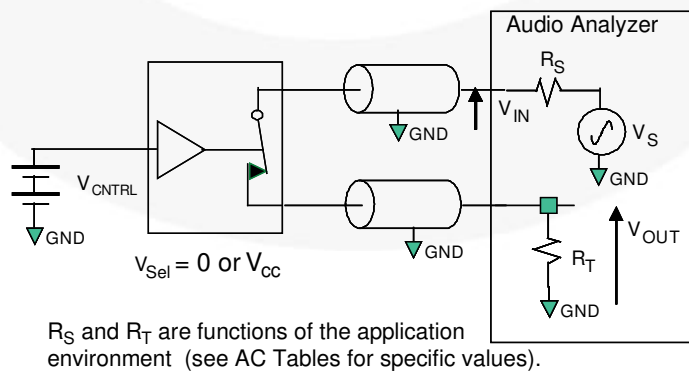 Audio Analyzer
R_S
V_IN
GND
V_S
GND
V_CNTRL
GND
GND
V_OUT
R_T
GND
V_Sel = 0 or V_cc
R_S and R_T are functions of the application
environment (see AC Tables for specific values).